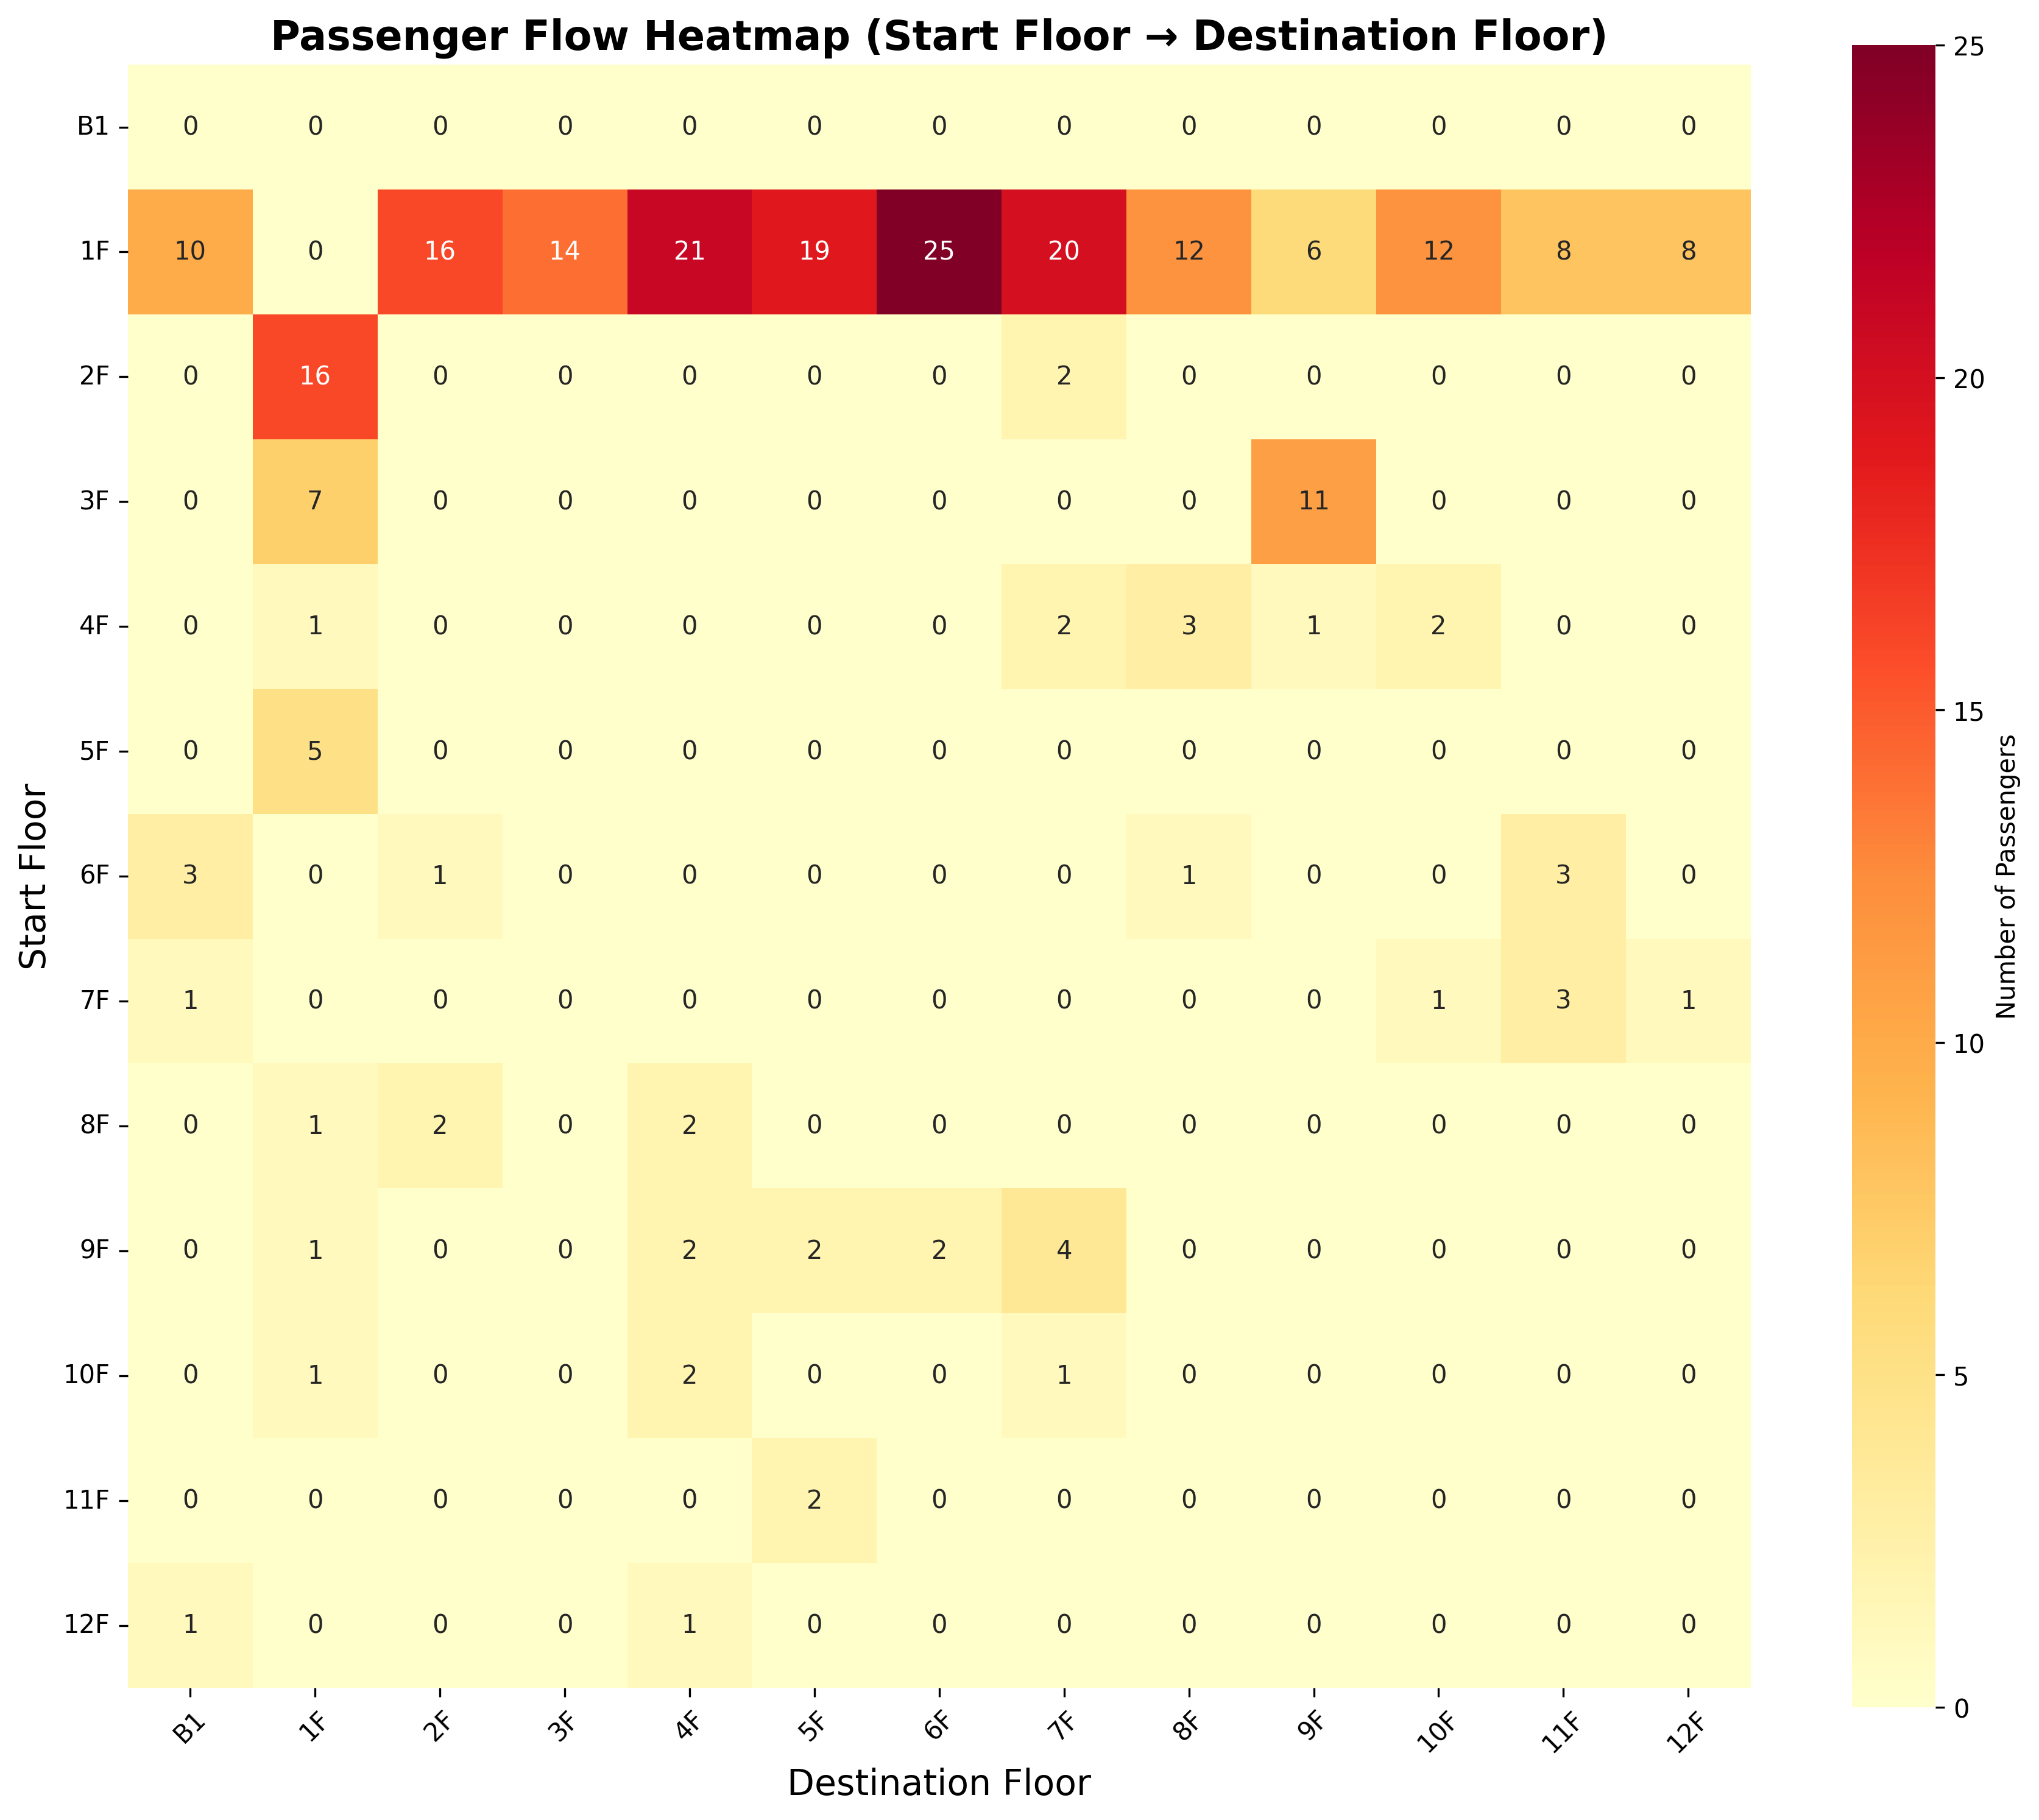 Passenger Flow Heatmap (Start Floor → Destination Floor)
B1 0 0 0 0 0 0 0 0 0 0 0 0 0
1F 10 0 16 14 21 19 25 20 12 6 12 8 8
2F 0 16 0 0 0 0 0 2 0 0 0 0 0
3F 0 7 0 0 0 0 0 0 0 11 0 0 0
4F 0 1 0 0 0 0 0 2 3 1 2 0 0
5F 0 5 0 0 0 0 0 0 0 0 0 0 0
6F 3 0 1 0 0 0 0 0 1 0 0 3 0
7F 1 0 0 0 0 0 0 0 0 0 1 3 1
8F 0 1 2 0 2 0 0 0 0 0 0 0 0
9F 0 1 0 0 2 2 2 4 0 0 0 0 0
10F 0 1 0 0 2 0 0 1 0 0 0 0 0
11F 0 0 0 0 0 2 0 0 0 0 0 0 0
12F 1 0 0 0 1 0 0 0 0 0 0 0 0
B1 1F 2F 3F 4F 5F 6F 7F 8F 9F 10F 11F 12F
Start Floor
Destination Floor
25
20
15
10
5
0
Number of Passengers